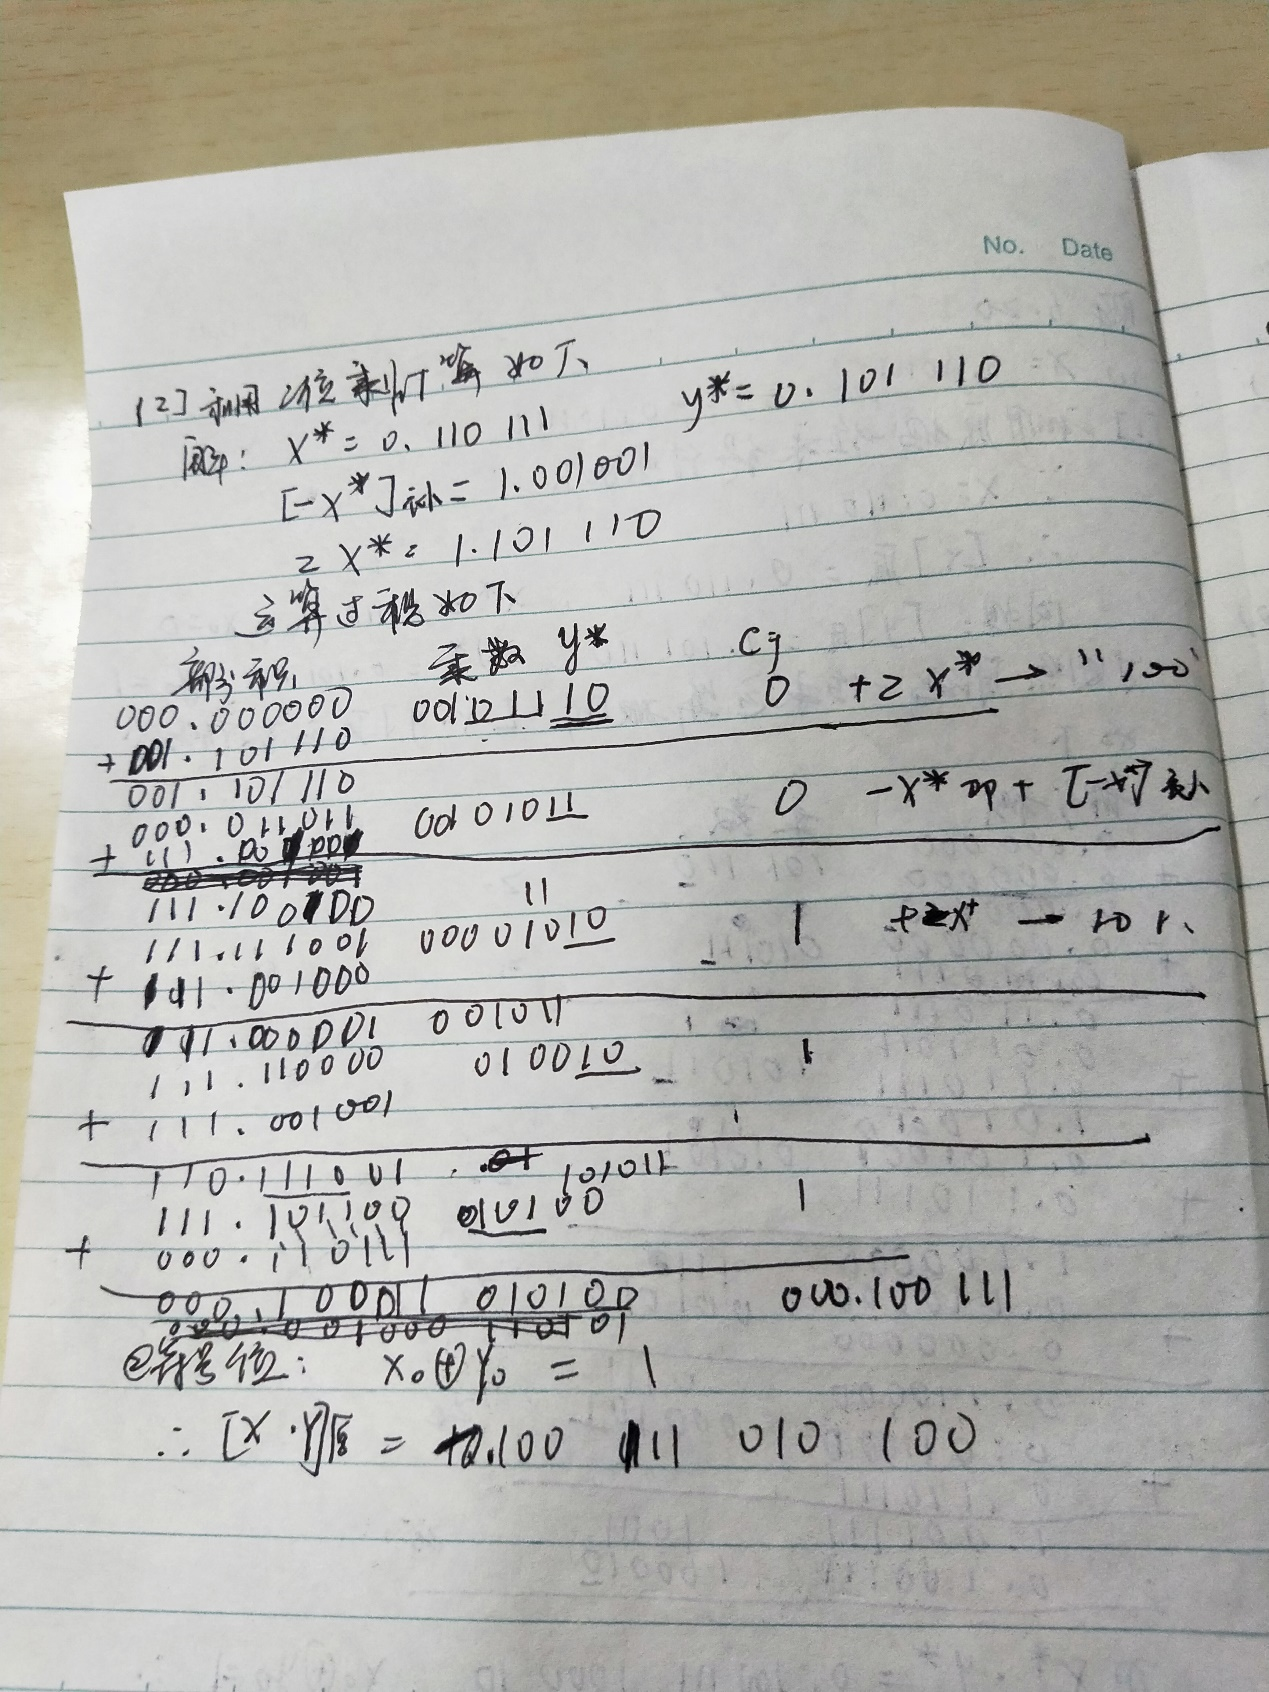 No. Date
(2) 利用2位乘计算如下
解: X* = 0.110 111 y* = 0.101 110
[-X*]补 = 1.001001
2X* = 1.101 110
运算过程如下
部分积 乘数 y* Cj
000.000000 00101110 0 +2X* → "100"
+ 001.101110
001.101110
000.011011 00101011 0 -X* 即 + [-X*]补
+ 111.001001
111.100100 11
111.111001 00001010 1
+ 111.001000
111.000001 001011
111.110000 010010 1
+ 111.001001
110.111001 101011
111.101100 010100 1
+ 000.110111
000.100011 010100 000.100 111
②符号位: X₀⊕y₀ = 1
∴ [X·Y]原 = 100 111 010 100